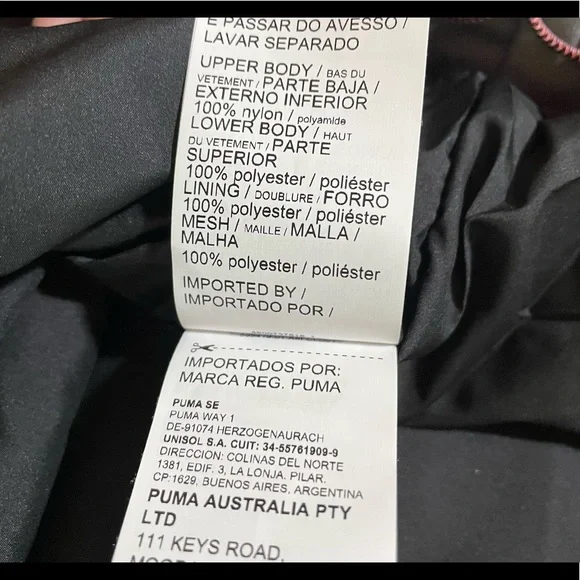 E PASSAR DO AVESSO /
LAVAR SEPARADO
UPPER BODY / BAS DU
VETEMENT / PARTE BAJA /
EXTERNO INFERIOR
100% nylon / polyamide
LOWER BODY / HAUT
DU VETEMENT / PARTE
SUPERIOR
100% polyester / poliéster
LINING / DOUBLURE / FORRO
100% polyester / poliéster
MESH / MAILLE / MALLA /
MALHA
100% polyester / poliéster
IMPORTED BY /
IMPORTADO POR /
IMPORTADOS POR:
MARCA REG. PUMA
PUMA SE
PUMA WAY 1
DE-91074 HERZOGENAURACH
UNISOL S.A. CUIT: 34-55761909-9
DIRECCION: COLINAS DEL NORTE
1381, EDIF. 3, LA LONJA. PILAR.
CP:1629, BUENOS AIRES, ARGENTINA
PUMA AUSTRALIA PTY
LTD
111 KEYS ROAD,